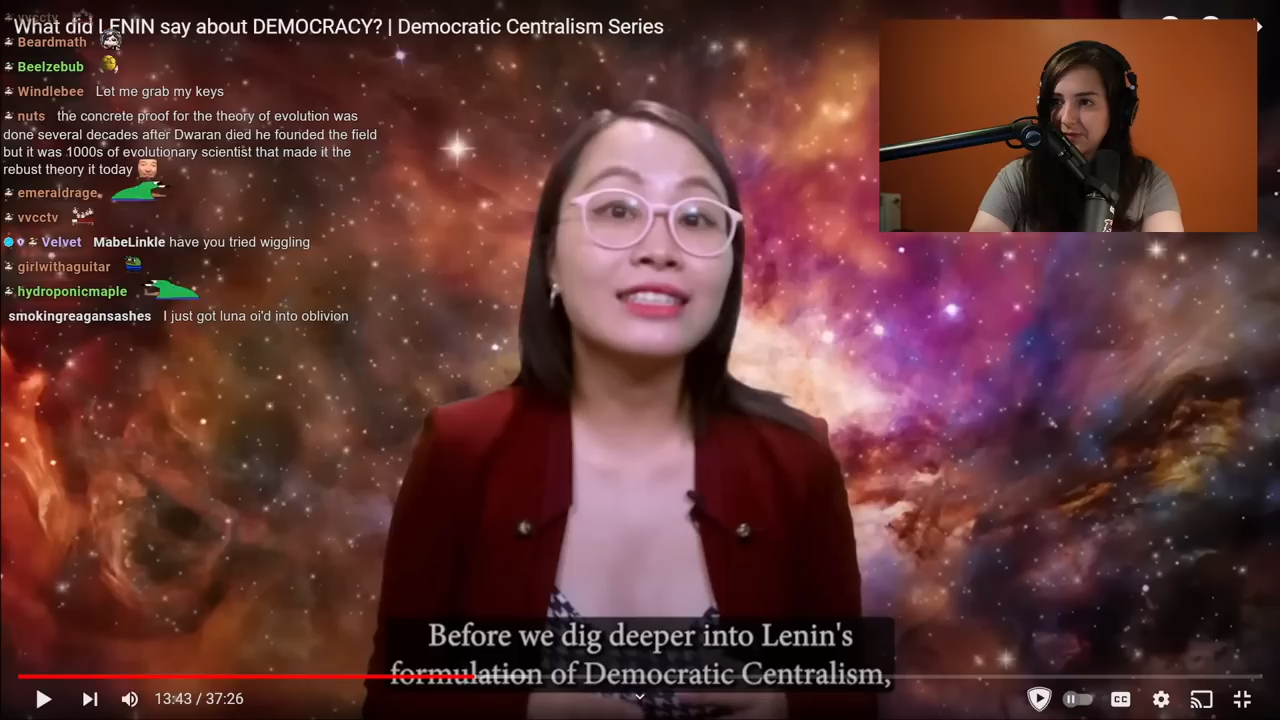 What did LENIN say about DEMOCRACY? | Democratic Centralism Series
vvcctv
Beardmath
Beelzebub
Windlebee Let me grab my keys
nuts the concrete proof for the theory of evolution was
done several decades after Dwaran died he founded the field
but it was 1000s of evolutionary scientist that made it the
rebust theory it today
emeraldrage
vvcctv
Velvet MabeLinkle have you tried wiggling
girlwithaguitar
hydroponicmaple
smokingreagansashes I just got luna oi'd into oblivion
Before we dig deeper into Lenin's
formulation of Democratic Centralism,
13:43 / 37:26
CC